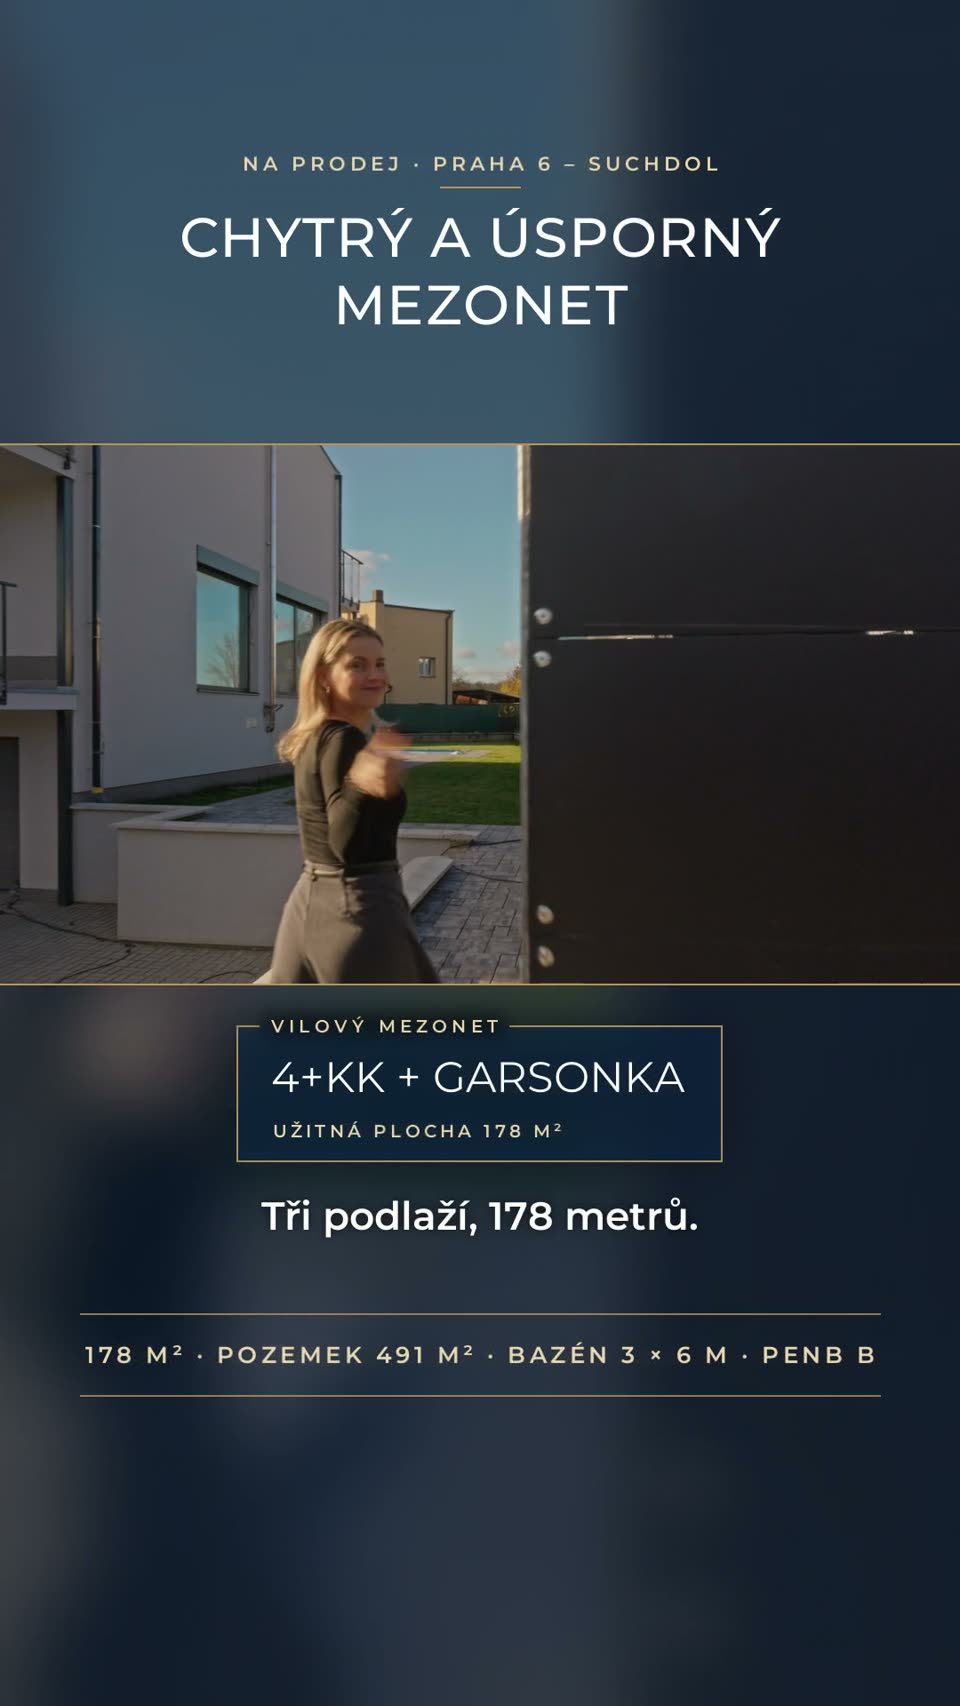 NA PRODEJ · PRAHA 6 – SUCHDOL
CHYTRÝ A ÚSPORNÝ
MEZONET
VILOVÝ MEZONET
4+KK + GARSONKA
UŽITNÁ PLOCHA 178 M²
Tři podlaží, 178 metrů.
178 M² · POZEMEK 491 M² · BAZÉN 3 × 6 M · PENB B